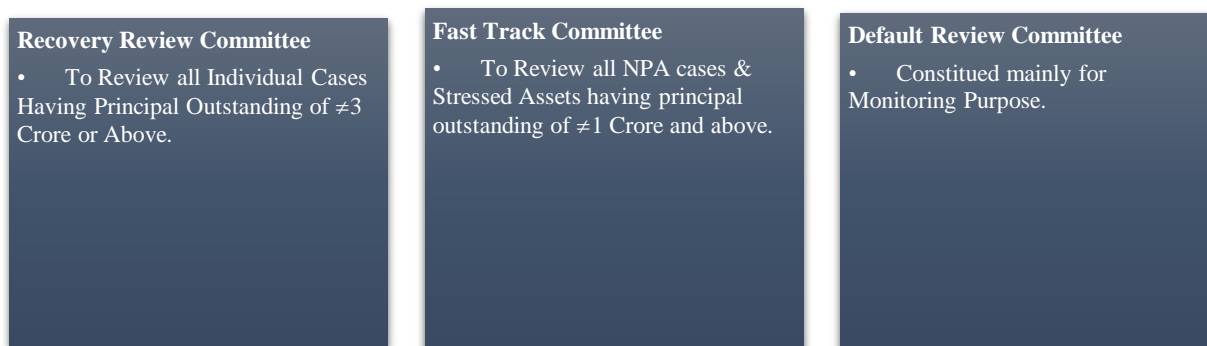 Recovery Review Committee
• To Review all Individual Cases
Having Principal Outstanding of ≠3
Crore or Above.
Fast Track Committee
• To Review all NPA cases &
Stressed Assets having principal
outstanding of ≠1 Crore and above.
Default Review Committee
• Constitued mainly for
Monitoring Purpose.